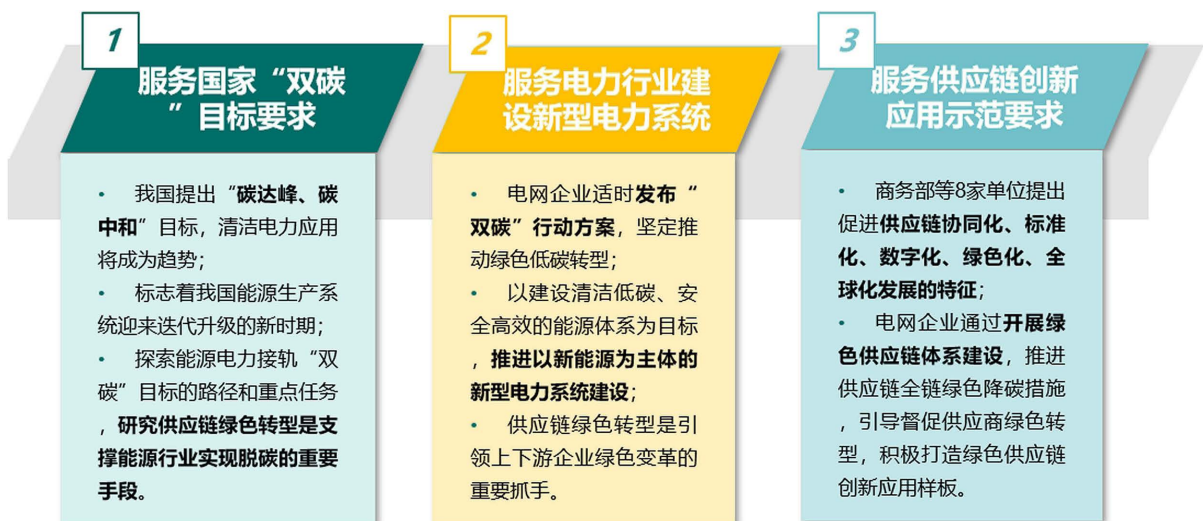 1
服务国家“双碳
”目标要求
• 我国提出“碳达峰、碳
中和”目标，清洁电力应用
将成为趋势；
• 标志着我国能源生产系
统迎来迭代升级的新时期；
• 探索能源电力接轨“双
碳”目标的路径和重点任务
，研究供应链绿色转型是支
撑能源行业实现脱碳的重要
手段。
2
服务电力行业建
设新型电力系统
• 电网企业适时发布“
双碳”行动方案，坚定推
动绿色低碳转型；
• 以建设清洁低碳、安
全高效的能源体系为目标
，推进以新能源为主体的
新型电力系统建设；
• 供应链绿色转型是引
领上下游企业绿色变革的
重要抓手。
3
服务供应链创新
应用示范要求
• 商务部等8家单位提出
促进供应链协同化、标准
化、数字化、绿色化、全
球化发展的特征；
• 电网企业通过开展绿
色供应链体系建设，推进
供应链全链绿色降碳措施
，引导督促供应商绿色转
型，积极打造绿色供应链
创新应用样板。